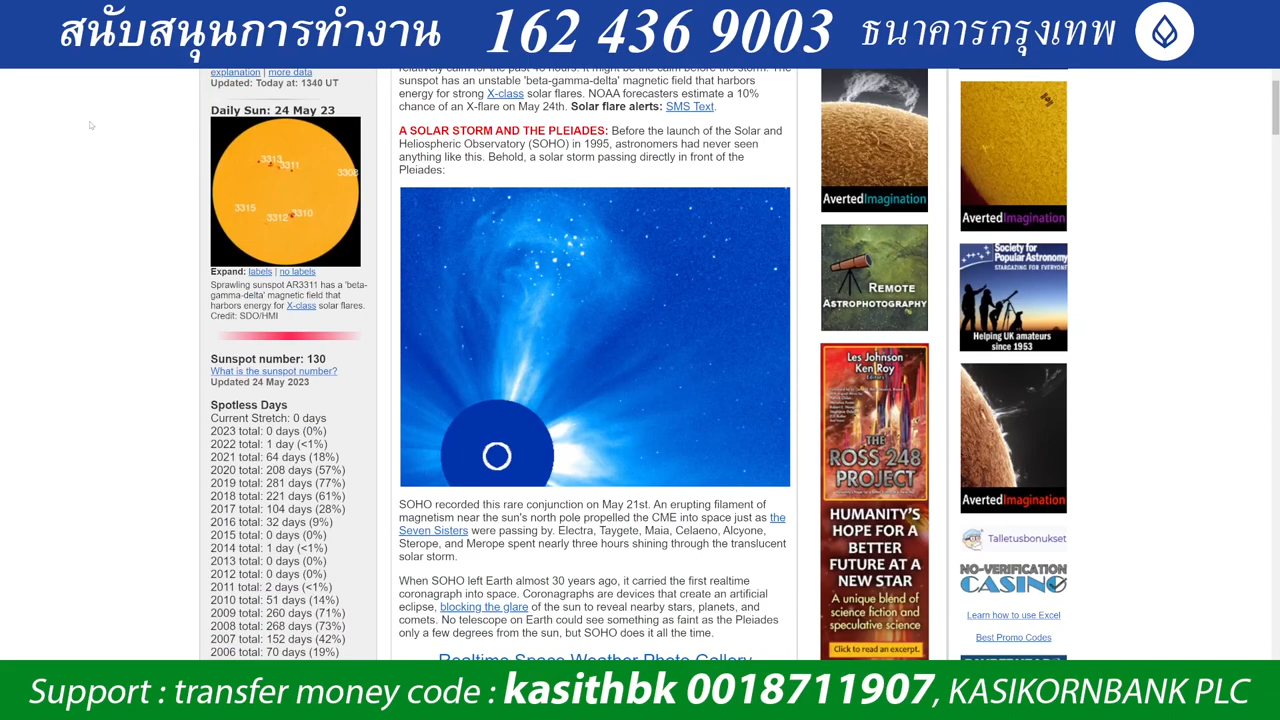 สนับสนุนการทำงาน 162 436 9003 ธนาคารกรุงเทพ
explanation | more data
Updated: Today at: 1340 UT
Daily Sun: 24 May 23
3313
3311
3308
3315
3312
3310
Expand: labels | no labels
Sprawling sunspot AR3311 has a 'beta-
gamma-delta' magnetic field that
harbors energy for X-class solar flares.
Credit: SDO/HMI
Sunspot number: 130
What is the sunspot number?
Updated 24 May 2023
Spotless Days
Current Stretch: 0 days
2023 total: 0 days (0%)
2022 total: 1 day (<1%)
2021 total: 64 days (18%)
2020 total: 208 days (57%)
2019 total: 281 days (77%)
2018 total: 221 days (61%)
2017 total: 104 days (28%)
2016 total: 32 days (9%)
2015 total: 0 days (0%)
2014 total: 1 day (<1%)
2013 total: 0 days (0%)
2012 total: 0 days (0%)
2011 total: 2 days (<1%)
2010 total: 51 days (14%)
2009 total: 260 days (71%)
2008 total: 268 days (73%)
2007 total: 152 days (42%)
2006 total: 70 days (19%)
sunspot has an unstable 'beta-gamma-delta' magnetic field that harbors
energy for strong X-class solar flares. NOAA forecasters estimate a 10%
chance of an X-flare on May 24th. Solar flare alerts: SMS Text.
A SOLAR STORM AND THE PLEIADES: Before the launch of the Solar and
Heliospheric Observatory (SOHO) in 1995, astronomers had never seen
anything like this. Behold, a solar storm passing directly in front of the
Pleiades:
SOHO recorded this rare conjunction on May 21st. An erupting filament of
magnetism near the sun's north pole propelled the CME into space just as the
Seven Sisters were passing by. Electra, Taygete, Maia, Celaeno, Alcyone,
Sterope, and Merope spent nearly three hours shining through the translucent
solar storm.
When SOHO left Earth almost 30 years ago, it carried the first realtime
coronagraph into space. Coronagraphs are devices that create an artificial
eclipse, blocking the glare of the sun to reveal nearby stars, planets, and
comets. No telescope on Earth could see something as faint as the Pleiades
only a few degrees from the sun, but SOHO does it all the time.
Realtime Space Weather Photo Gallery
AvertedImagination
REMOTE
ASTROPHOTOGRAPHY
Les Johnson
Ken Roy
Editors
THE
ROSS 248
PROJECT
HUMANITY'S
HOPE FOR A
BETTER
FUTURE AT A
NEW STAR
A unique blend of
science fiction and
speculative science
Click to read an excerpt.
AvertedImagination
Society for
Popular Astronomy
STARGAZING FOR EVERYONE
Helping UK amateurs
since 1953
AvertedImagination
Talletusbonukset
NO-VERIFICATION
CASINO
Learn how to use Excel
Best Promo Codes
Support : transfer money code : kasithbk 0018711907, KASIKORNBANK PLC